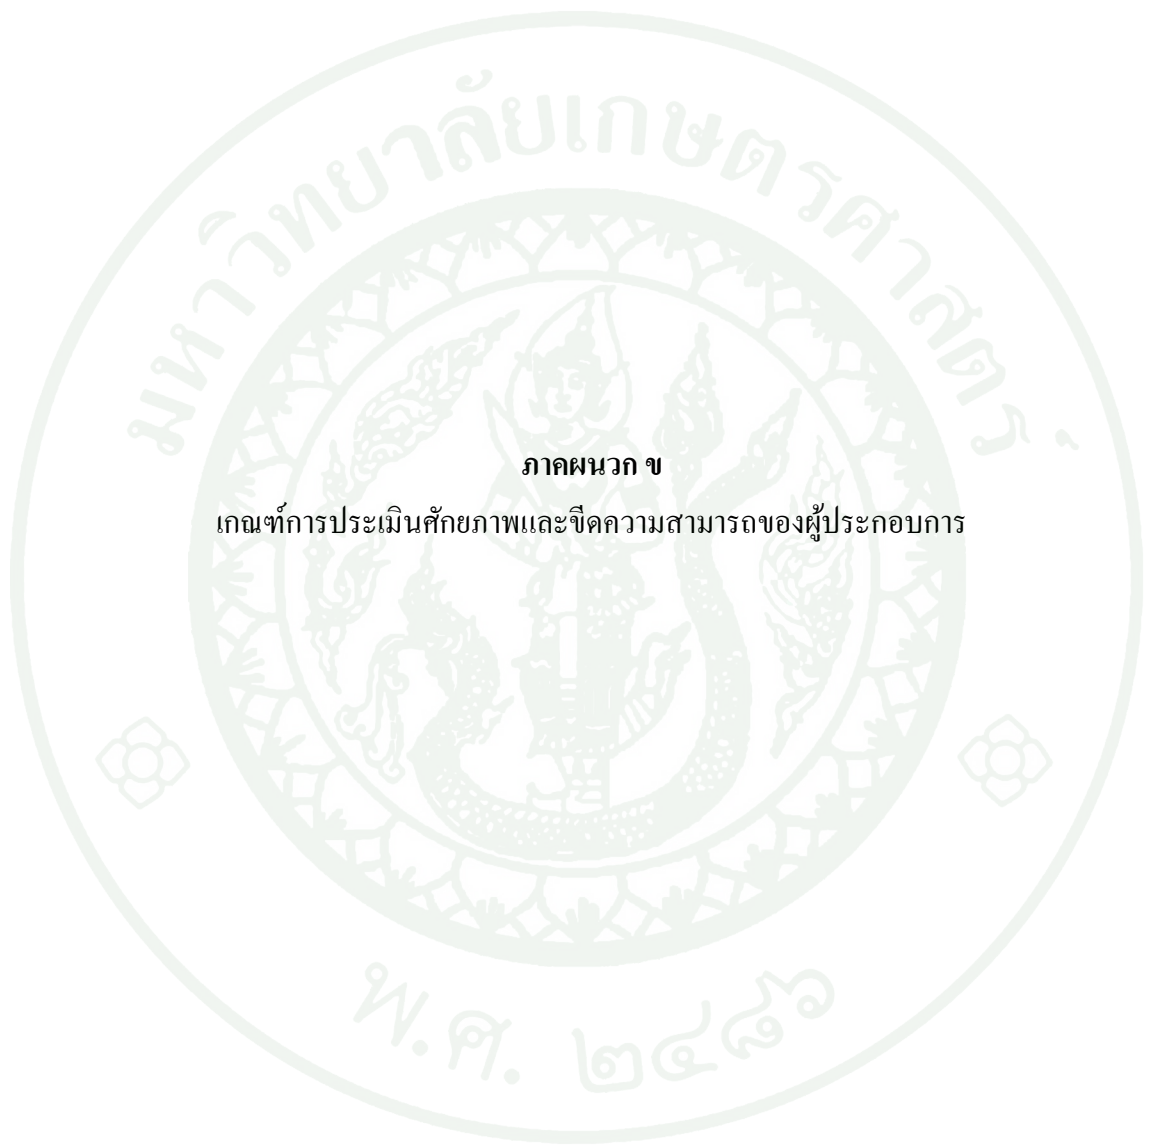 มหาวิทยาลัยเกษตรศาสตร์
ภาคผนวก ข
เกณฑ์การประเมินศักยภาพและขีดความสามารถของผู้ประกอบการ
พ.ศ. ๒๔๘๖